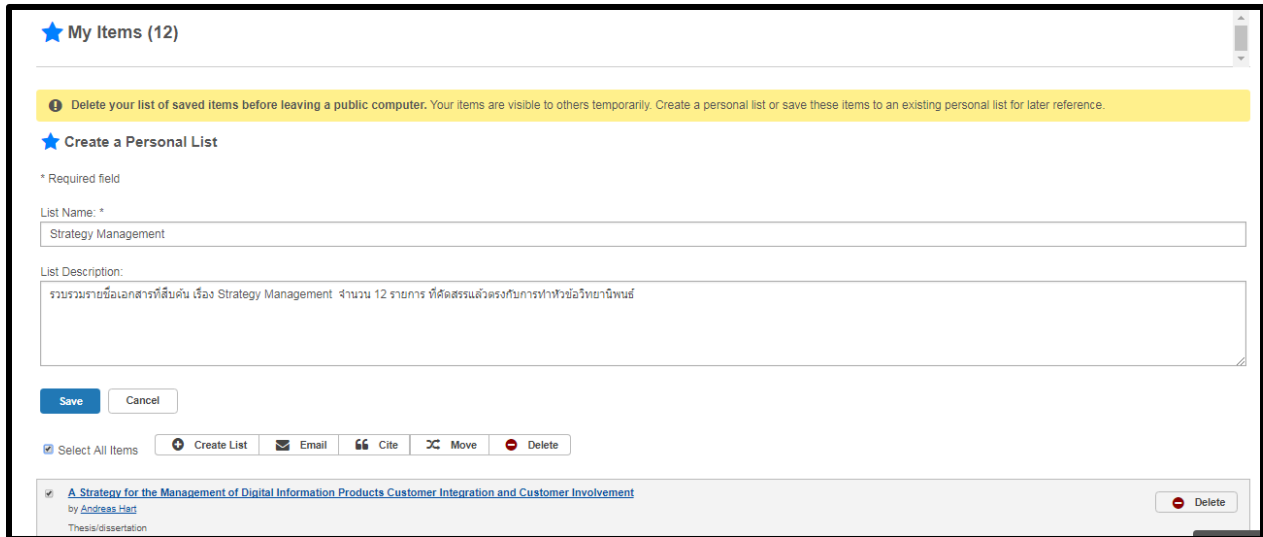 My Items (12)
Delete your list of saved items before leaving a public computer. Your items are visible to others temporarily. Create a personal list or save these items to an existing personal list for later reference.
Create a Personal List
* Required field
List Name: *
Strategy Management
List Description:
รวบรวมรายชื่อเอกสารที่สืบค้น เรื่อง Strategy Management จำนวน 12 รายการ ที่คัดสรรแล้วตรงกับการทำหัวข้อวิทยานิพนธ์
Save Cancel
Select All Items Create List Email Cite Move Delete
A Strategy for the Management of Digital Information Products Customer Integration and Customer Involvement
by Andreas Hart
Delete
Thesis/dissertation